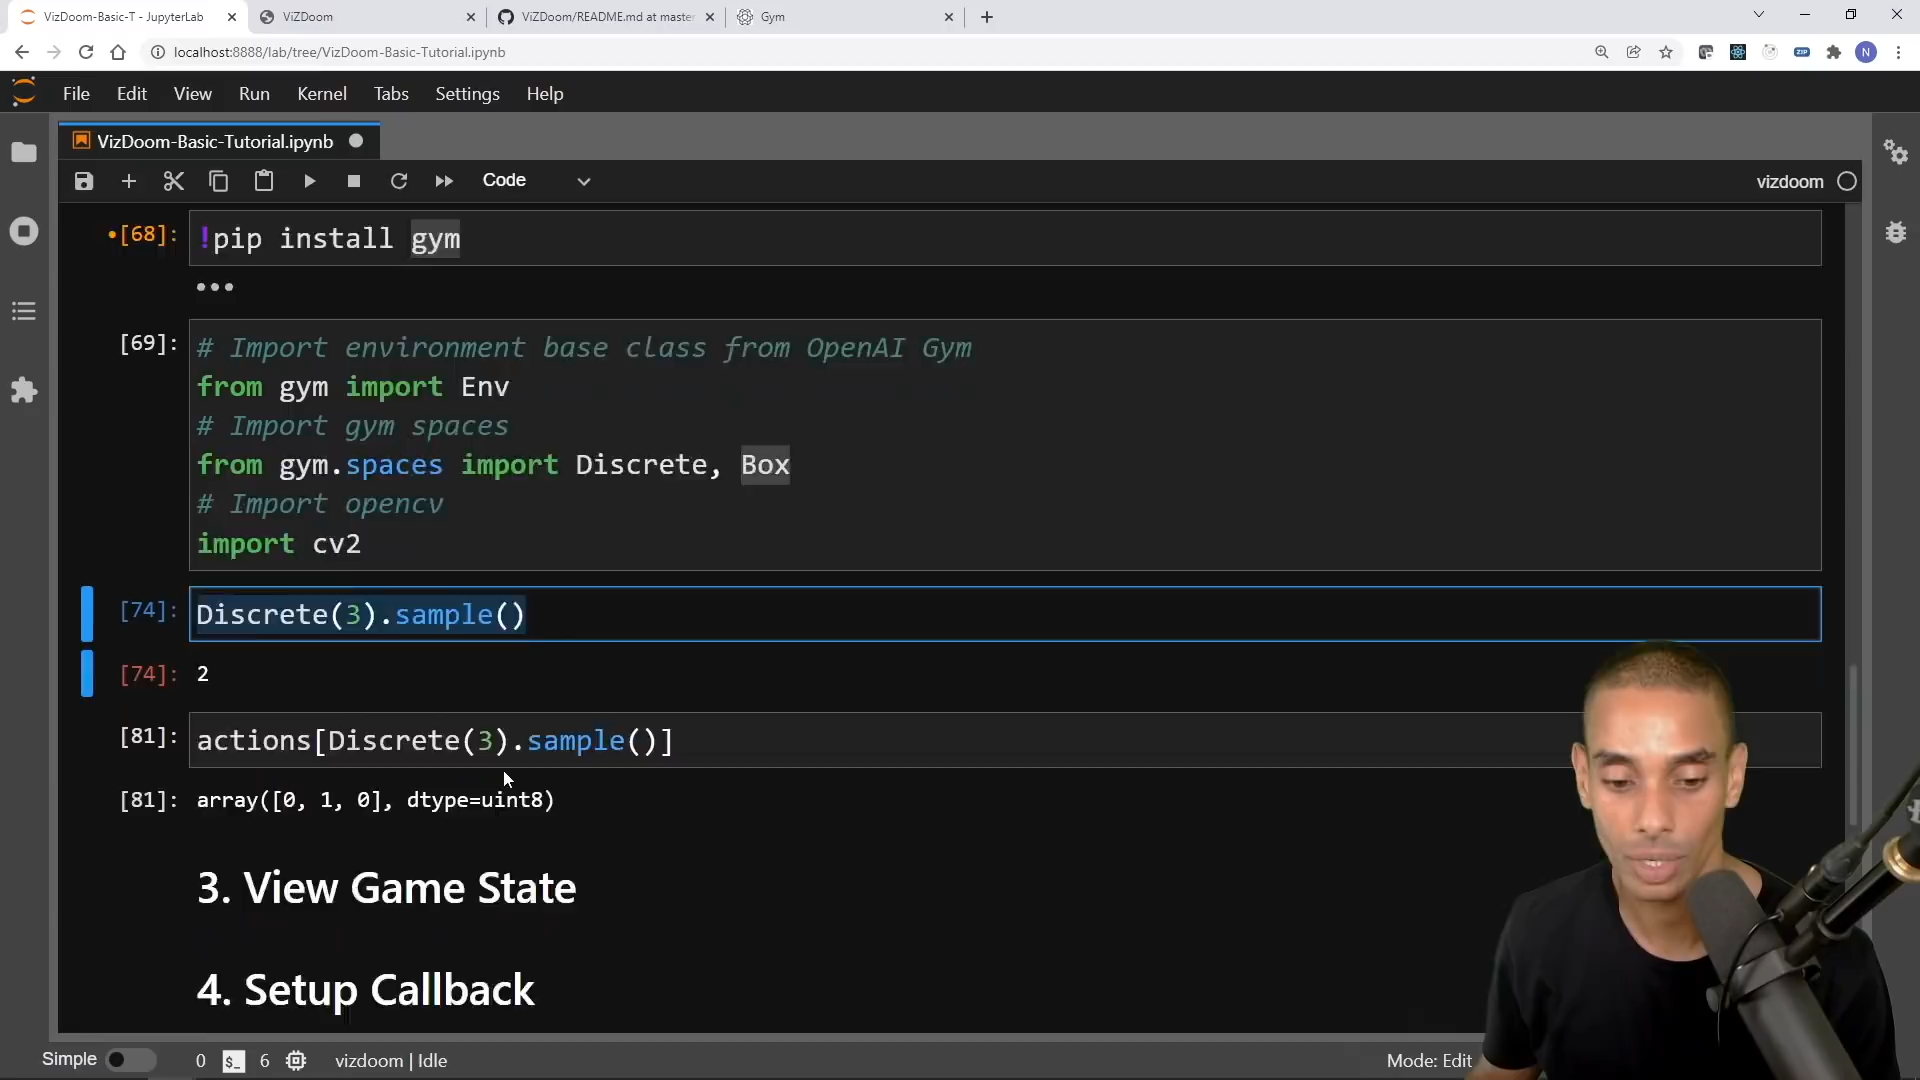 VizDoom-Basic-T - JupyterLab
ViZDoom
ViZDoom/README.md at master
Gym
localhost:8888/lab/tree/VizDoom-Basic-Tutorial.ipynb
ZIP
N
File Edit View Run Kernel Tabs Settings Help
VizDoom-Basic-Tutorial.ipynb
Code
vizdoom
[68]: !pip install gym
[69]: # Import environment base class from OpenAI Gym
from gym import Env
# Import gym spaces
from gym.spaces import Discrete, Box
# Import opencv
import cv2
[74]: Discrete(3).sample()
[74]: 2
[81]: actions[Discrete(3).sample()]
[81]: array([0, 1, 0], dtype=uint8)
3. View Game State
4. Setup Callback
Simple 0 $_ 6 vizdoom | Idle Mode: Edit